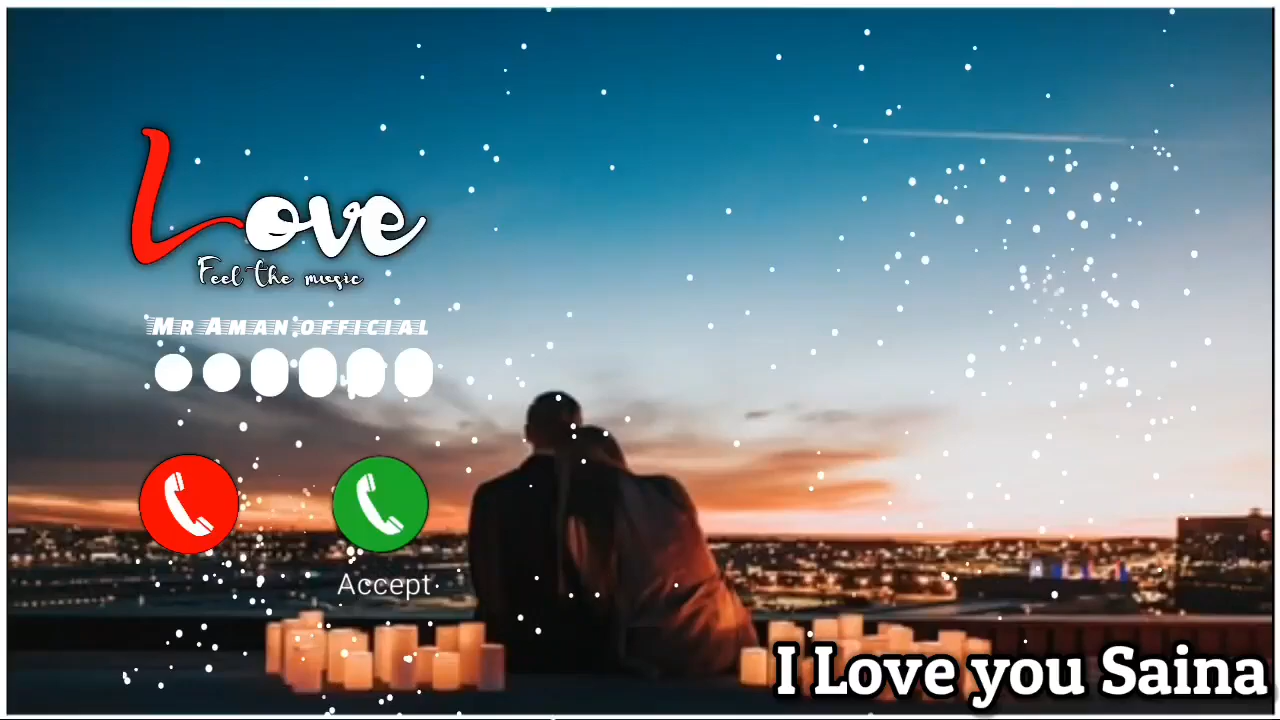 Love
Feel the music
Mr Aman official
Accept
I Love you Saina